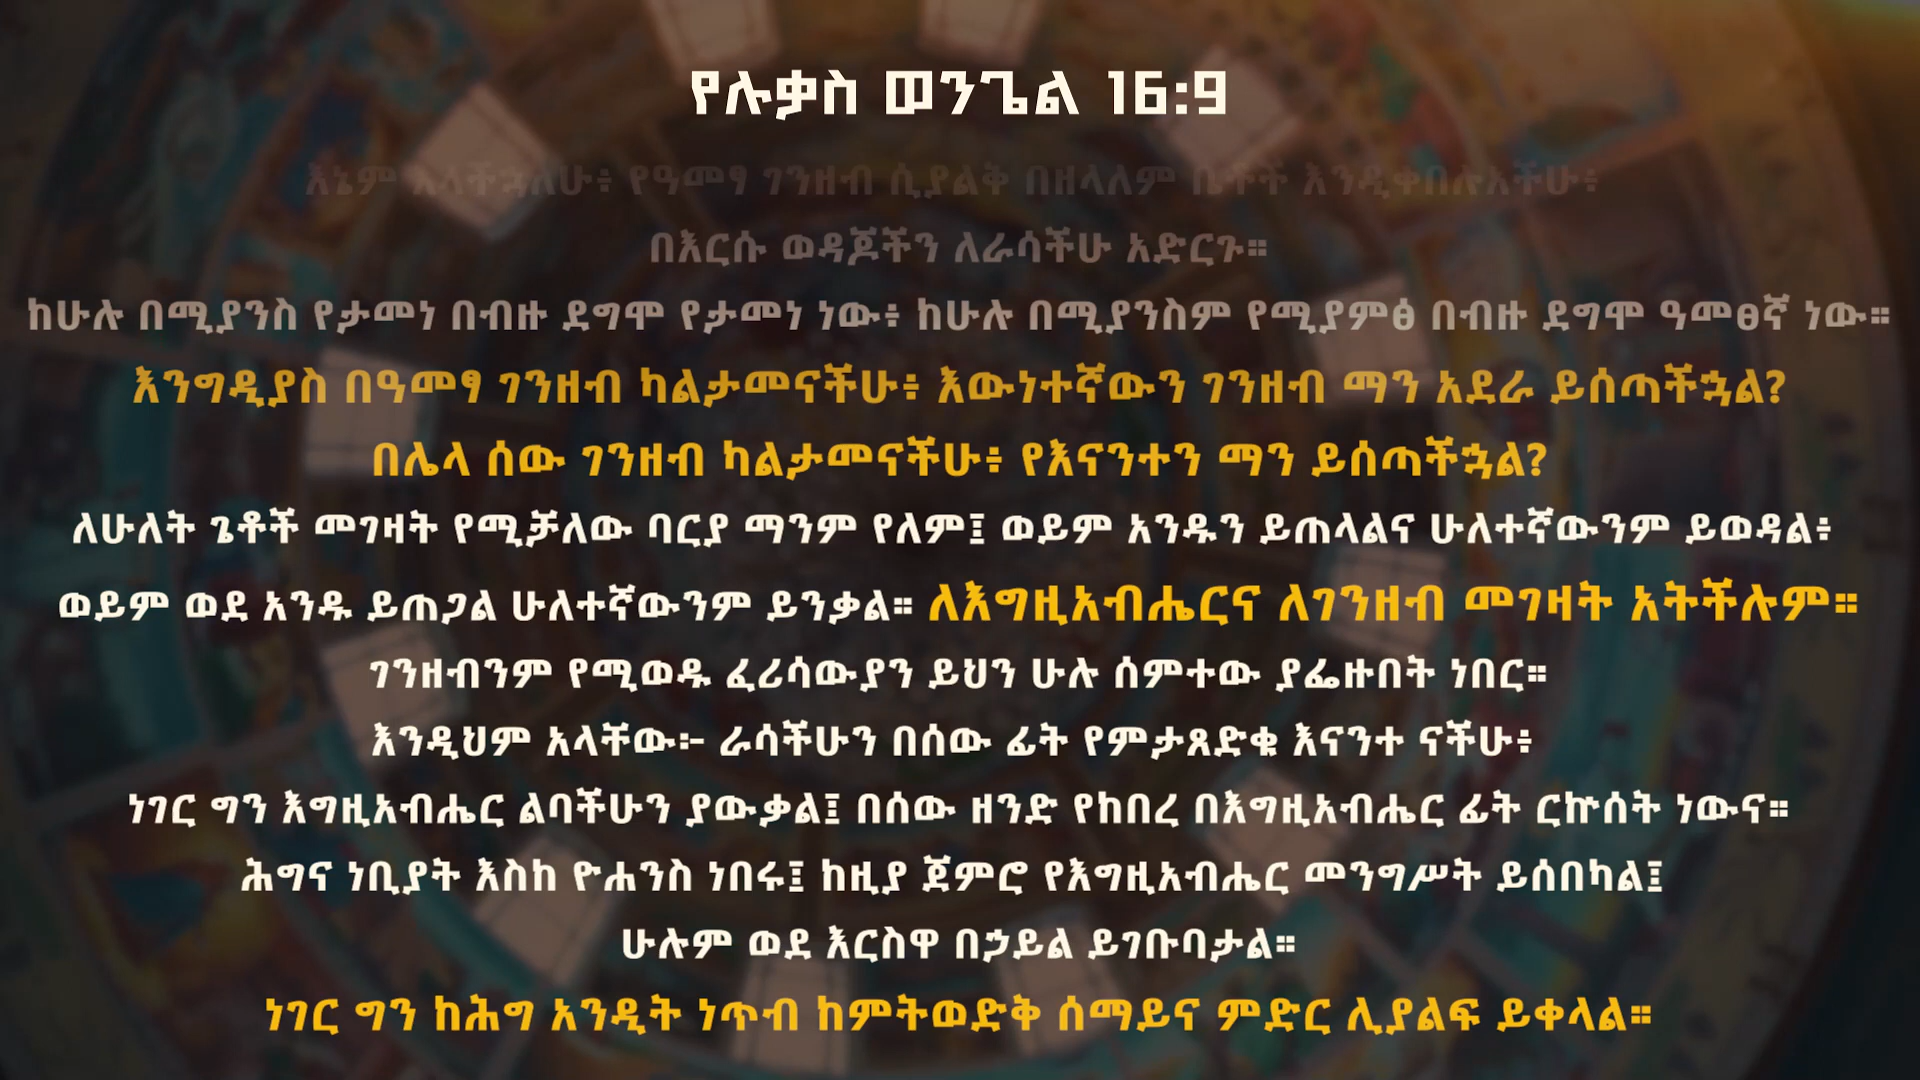 የሉቃስ ወንጌል 16:9
እኔም እላችኋለሁ፥ የዓመፃ ገንዘብ ሲያልቅ በዘላለም ቤቶች እንዲቀበሉአችሁ፥
በእርሱ ወዳጆችን ለራሳችሁ አድርጉ።
ከሁሉ በሚያንስ የታመነ በብዙ ደግሞ የታመነ ነው፥ ከሁሉ በሚያንስም የሚያምፅ በብዙ ደግሞ ዓመፀኛ ነው።
እንግዲያስ በዓመፃ ገንዘብ ካልታመናችሁ፥ እውነተኛውን ገንዘብ ማን አደራ ይሰጣችኋል?
በሌላ ሰው ገንዘብ ካልታመናችሁ፥ የእናንተን ማን ይሰጣችኋል?
ለሁለት ጌቶች መገዛት የሚቻለው ባርያ ማንም የለም፤ ወይም አንዱን ይጠላልና ሁለተኛውንም ይወዳል፥
ወይም ወደ አንዱ ይጠጋል ሁለተኛውንም ይንቃል። ለእግዚአብሔርና ለገንዘብ መገዛት አትችሉም።
ገንዘብንም የሚወዱ ፈሪሳውያን ይህን ሁሉ ሰምተው ያፌዙበት ነበር።
እንዲህም አላቸው፦ ራሳችሁን በሰው ፊት የምታጸድቁ እናንተ ናችሁ፥
ነገር ግን እግዚአብሔር ልባችሁን ያውቃል፤ በሰው ዘንድ የከበረ በእግዚአብሔር ፊት ርኵሰት ነውና።
ሕግና ነቢያት እስከ ዮሐንስ ነበሩ፤ ከዚያ ጀምሮ የእግዚአብሔር መንግሥት ይሰበካል፤
ሁሉም ወደ እርስዋ በኃይል ይገቡባታል።
ነገር ግን ከሕግ አንዲት ነጥብ ከምትወድቅ ሰማይና ምድር ሊያልፍ ይቀላል።